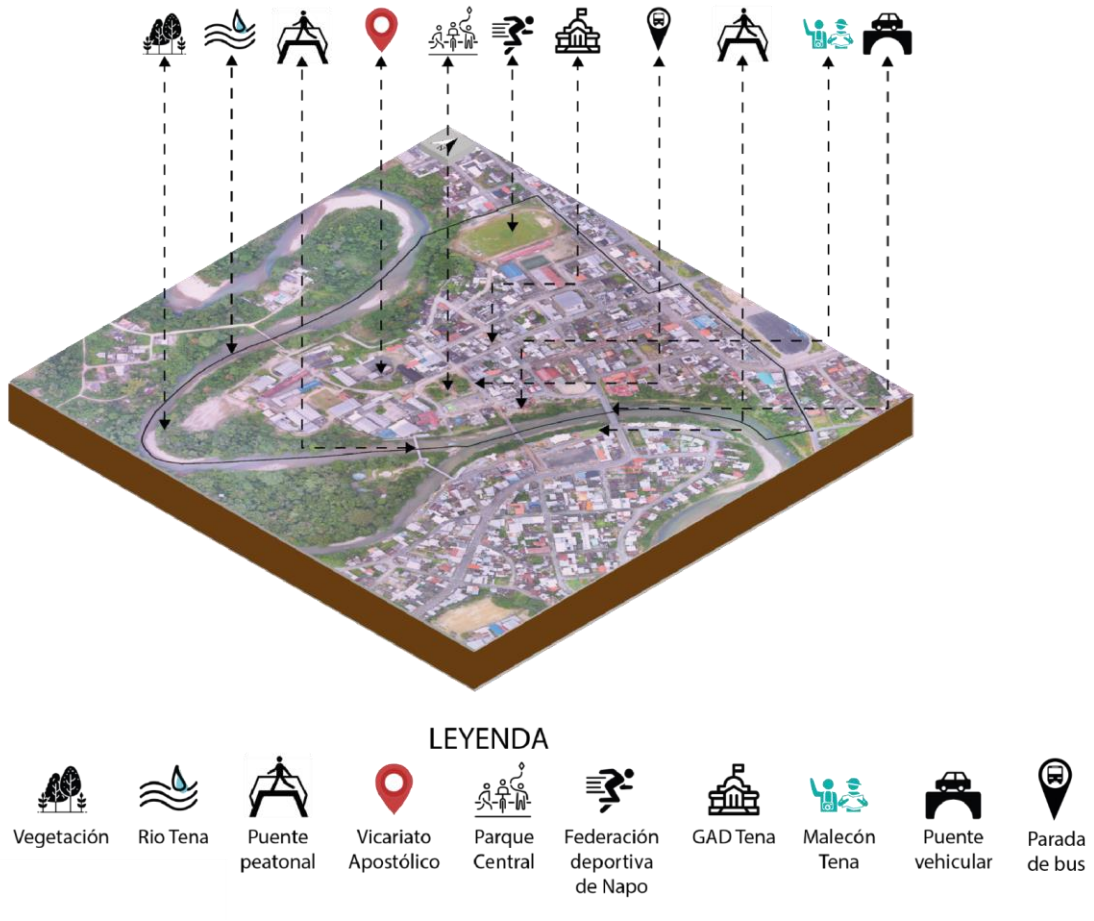 LEYENDA
Vegetación
Rio Tena
Puente
peatonal
Vicariato
Apostólico
Parque
Central
Federación
deportiva
de Napo
GAD Tena
Malecón
Tena
Puente
vehicular
Parada
de bus